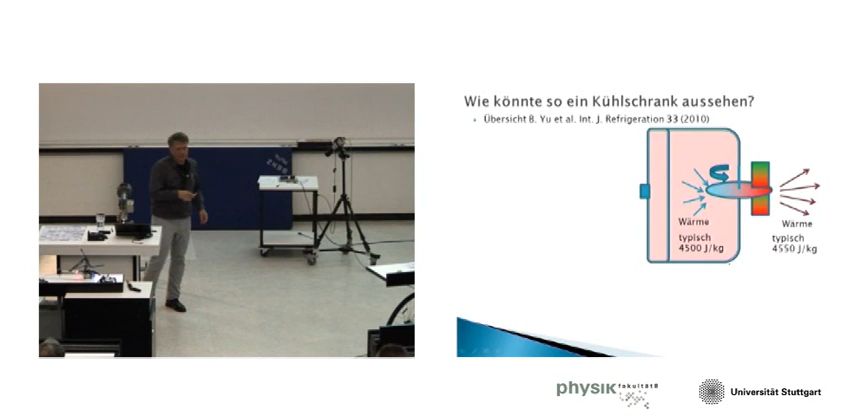 Wie könnte so ein Kühlschrank aussehen?
Übersicht B. Yu et al. Int. J. Refrigeration 33 (2010)
Wärme
typisch
4500 J/kg
Wärme
typisch
4550 J/kg
physik fakultät8
Universität Stuttgart